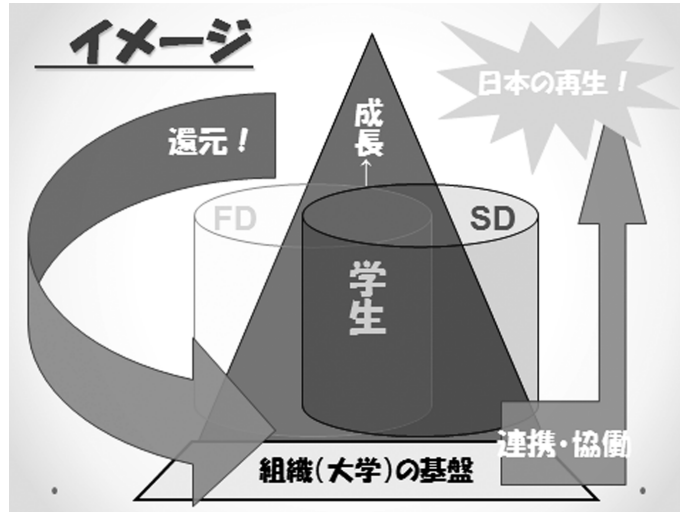 イメージ
日本の再生！
還元！
成長
↑
FD
SD
学生
連携・協働
組織(大学)の基盤